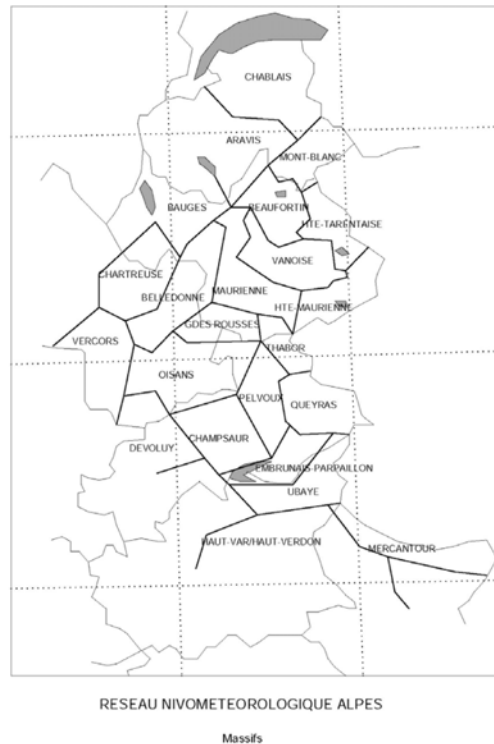 CHABLAIS
ARAVIS
MONT-BLANC
BAUGES
BEAUFORTIN
HTE-TARENTAISE
VANOISE
CHARTREUSE
BELLEDONNE
MAURIENNE
HTE-MAURIENNE
GDES-ROUSSES
VERCORS
THABOR
OISANS
PELVOUX
QUEYRAS
DEVOLUY
CHAMPSAUR
EMBRUNAIS-PARPAILLON
UBAYE
HAUT-VAR/HAUT-VERDON
MERCANTOUR
RESEAU NIVOMETEOROLOGIQUE ALPES
Massifs